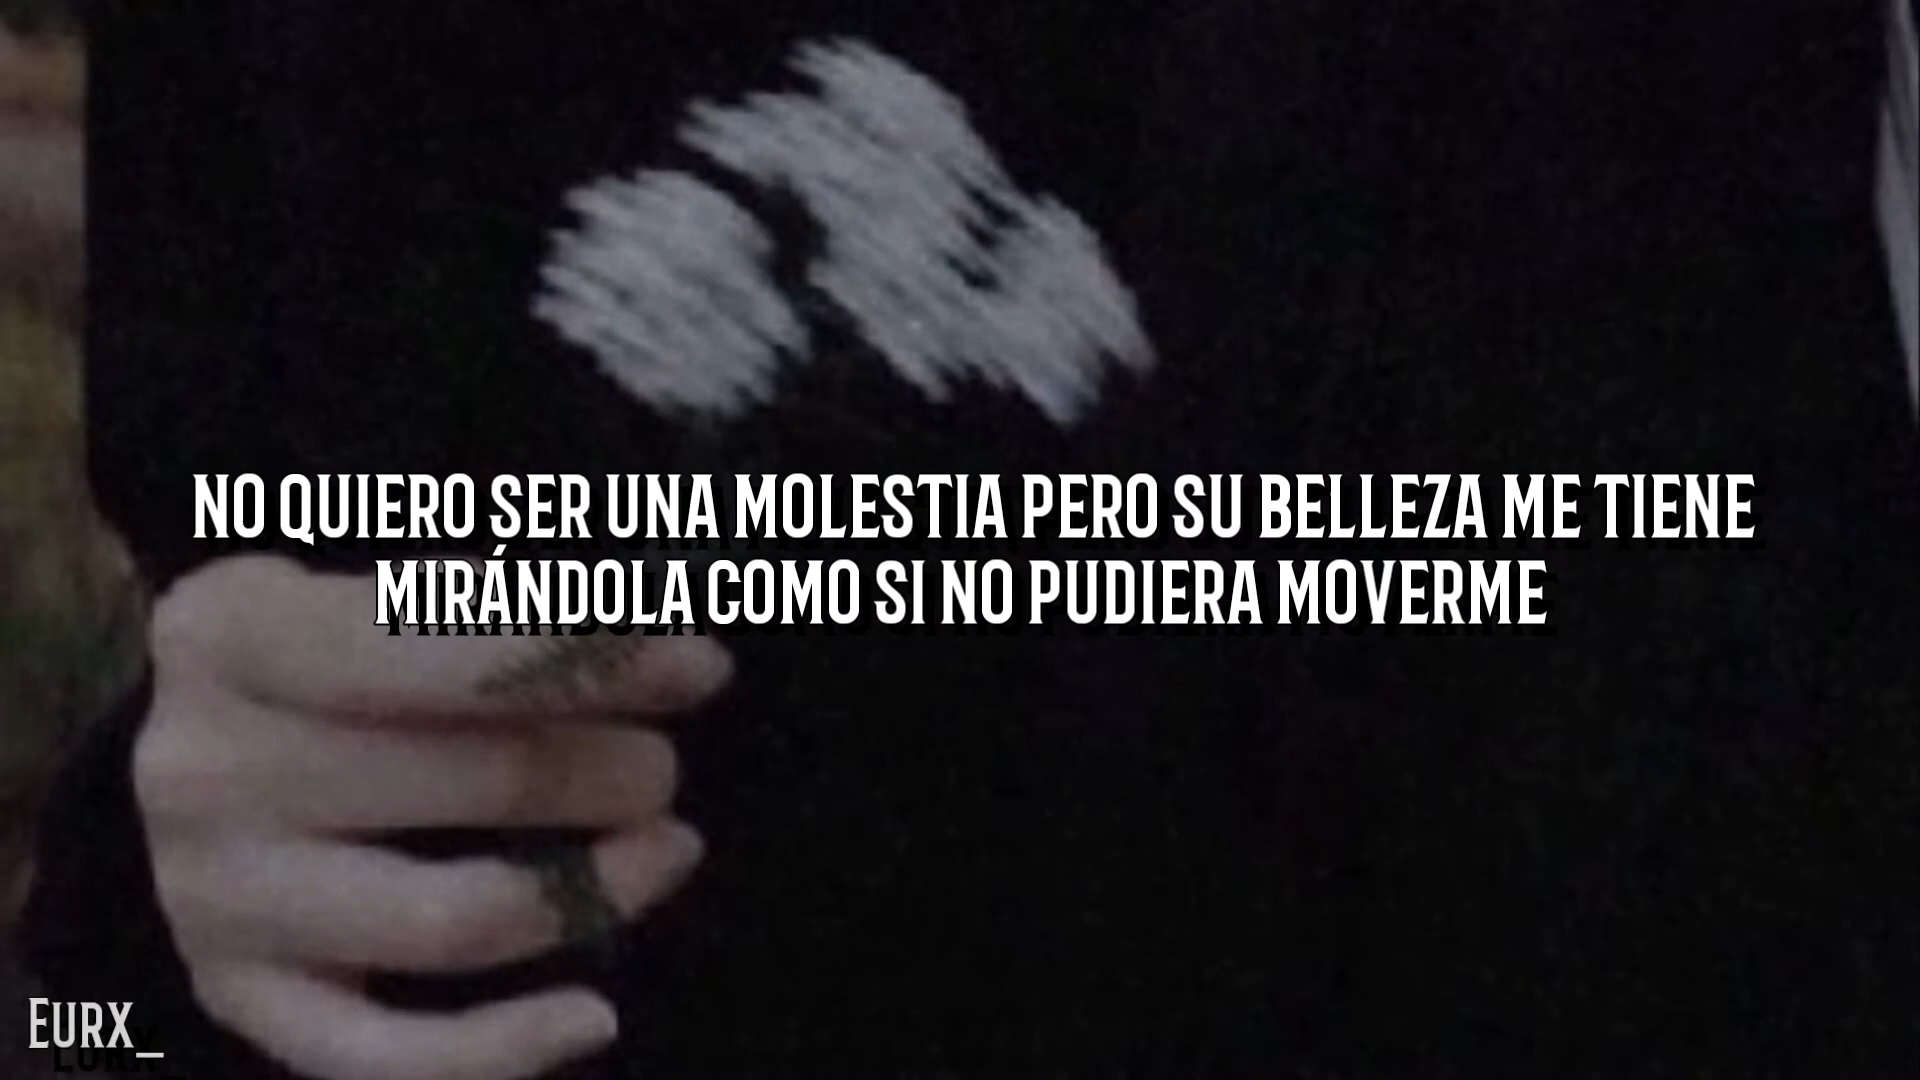 NO QUIERO SER UNA MOLESTIA PERO SU BELLEZA ME TIENE
MIRÁNDOLA COMO SI NO PUDIERA MOVERME
EURX_